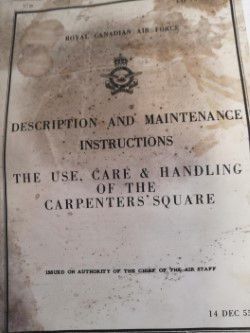 ROYAL CANADIAN AIR FORCE
DESCRIPTION AND MAINTENANCE
INSTRUCTIONS
THE USE, CARE & HANDLING
OF THE
CARPENTERS' SQUARE
ISSUED ON AUTHORITY OF THE CHIEF OF THE AIR STAFF
14 DEC